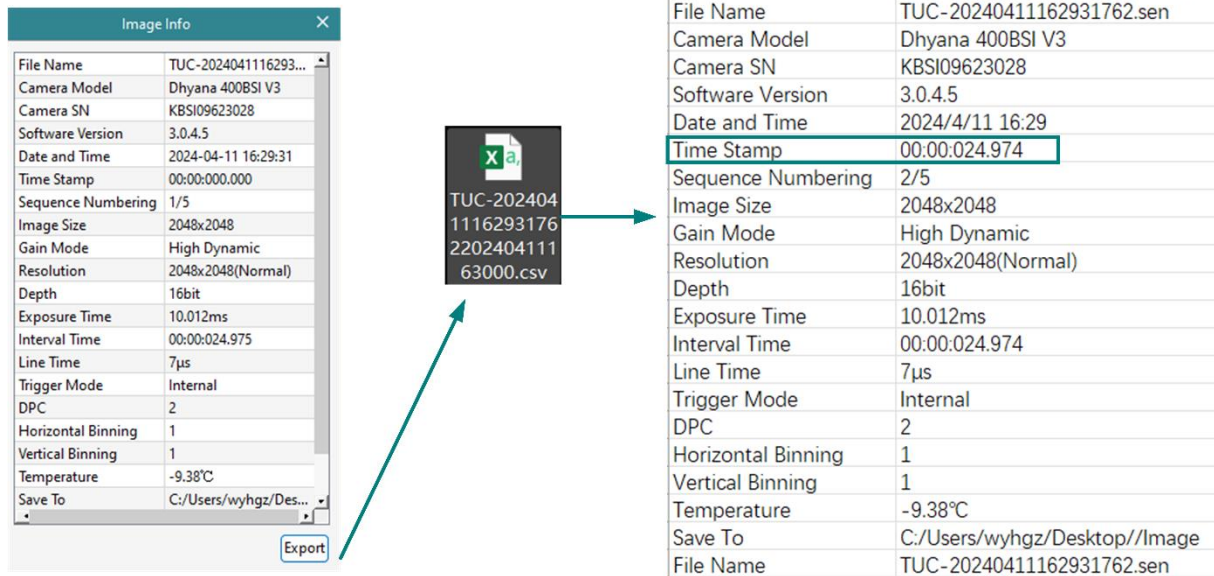 Image Info
File Name TUC-2024041116293...
Camera Model Dhyana 400BSI V3
Camera SN KBSI09623028
Software Version 3.0.4.5
Date and Time 2024-04-11 16:29:31
Time Stamp 00:00:000.000
Sequence Numbering 1/5
Image Size 2048x2048
Gain Mode High Dynamic
Resolution 2048x2048(Normal)
Depth 16bit
Exposure Time 10.012ms
Interval Time 00:00:024.975
Line Time 7µs
Trigger Mode Internal
DPC 2
Horizontal Binning 1
Vertical Binning 1
Temperature -9.38℃
Save To C:/Users/wyhgz/Des...
Export
X a,
TUC-202404
1116293176
2202404111
63000.csv
File Name TUC-20240411162931762.sen
Camera Model Dhyana 400BSI V3
Camera SN KBSI09623028
Software Version 3.0.4.5
Date and Time 2024/4/11 16:29
Time Stamp 00:00:024.974
Sequence Numbering 2/5
Image Size 2048x2048
Gain Mode High Dynamic
Resolution 2048x2048(Normal)
Depth 16bit
Exposure Time 10.012ms
Interval Time 00:00:024.974
Line Time 7µs
Trigger Mode Internal
DPC 2
Horizontal Binning 1
Vertical Binning 1
Temperature -9.38℃
Save To C:/Users/wyhgz/Desktop//Image
File Name TUC-20240411162931762.sen